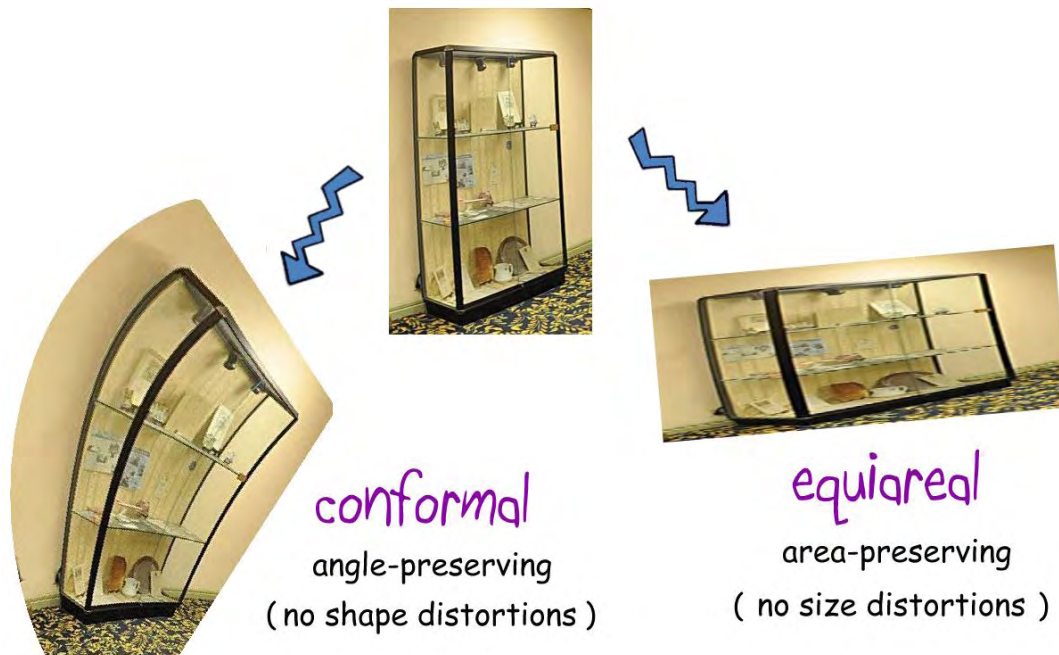 conformal
angle-preserving
( no shape distortions )
equiareal
area-preserving
( no size distortions )